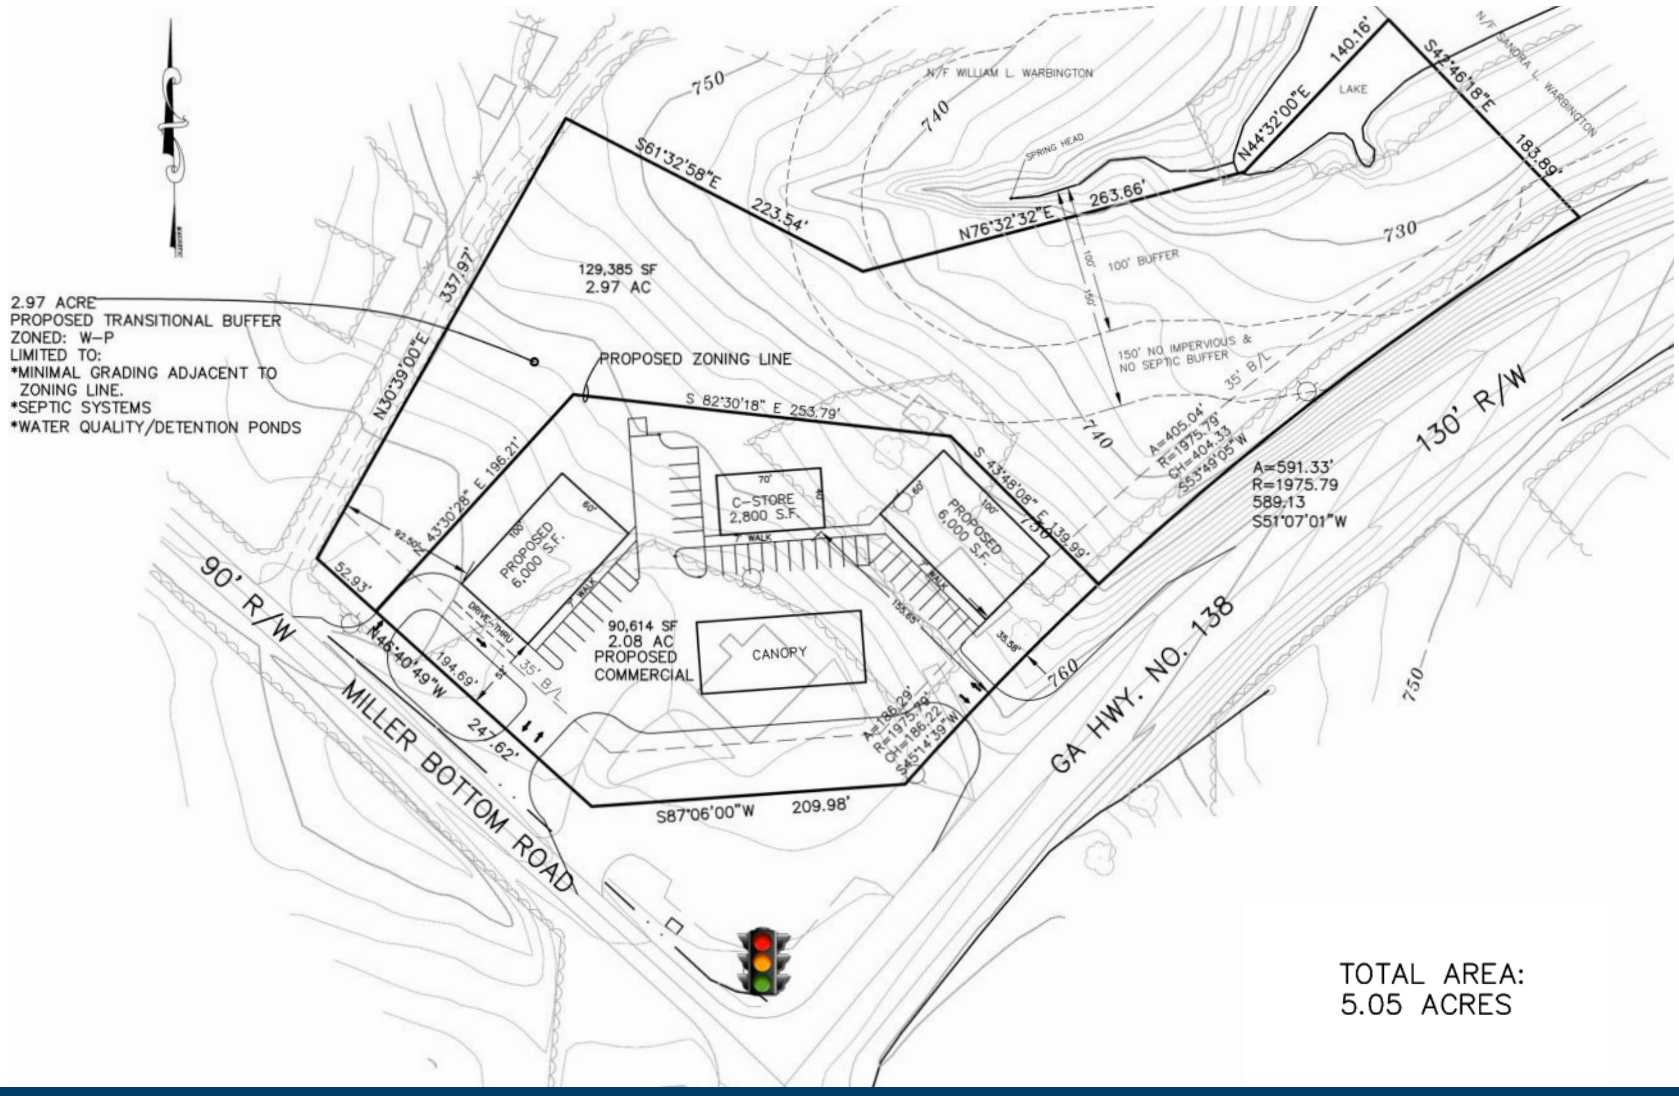 N/F WILLIAM L. WARBINGTON
N/F SANDRA L. WARBINGTON
LAKE
140.16'
N44°32'00"E
S42°46'18"E
183.89'
750
740
SPRING HEAD
S61°32'58"E
223.54'
N76°32'32"E
263.66'
730
100'
100' BUFFER
150'
150' NO IMPERVIOUS &
NO SEPTIC BUFFER
35' B/L
740
337.97'
N30°39'00"E
129,385 SF
2.97 AC
2.97 ACRE
PROPOSED TRANSITIONAL BUFFER
ZONED: W-P
LIMITED TO:
*MINIMAL GRADING ADJACENT TO
ZONING LINE.
*SEPTIC SYSTEMS
*WATER QUALITY/DETENTION PONDS
PROPOSED ZONING LINE
S 82°30'18" E 253.79'
N 43°30'28" E 196.21'
S 43°48'08" E 139.99'
A=405.04'
R=1975.79'
CH=404.33
S53°49'05"W
A=591.33'
R=1975.79
589.13
S51°07'01"W
130' R/W
70'
40'
C-STORE
2,800 S.F.
7' WALK
60'
100'
PROPOSED
6,000 S.F.
7' WALK
60'
100'
PROPOSED
6,000 S.F.
WALK
750
92.50'
52.93'
DRIVE-THRU
35' B/L
90,614 SF
2.08 AC
PROPOSED
COMMERCIAL
CANOPY
155.65'
35.58'
760
90' R/W
N46°40'49"W
194.69'
247.62'
A=186.29'
R=1975.79'
CH=186.22
S45°14'39"W
S87°06'00"W
209.98'
MILLER BOTTOM ROAD
GA HWY. NO. 138
750
TOTAL AREA:
5.05 ACRES